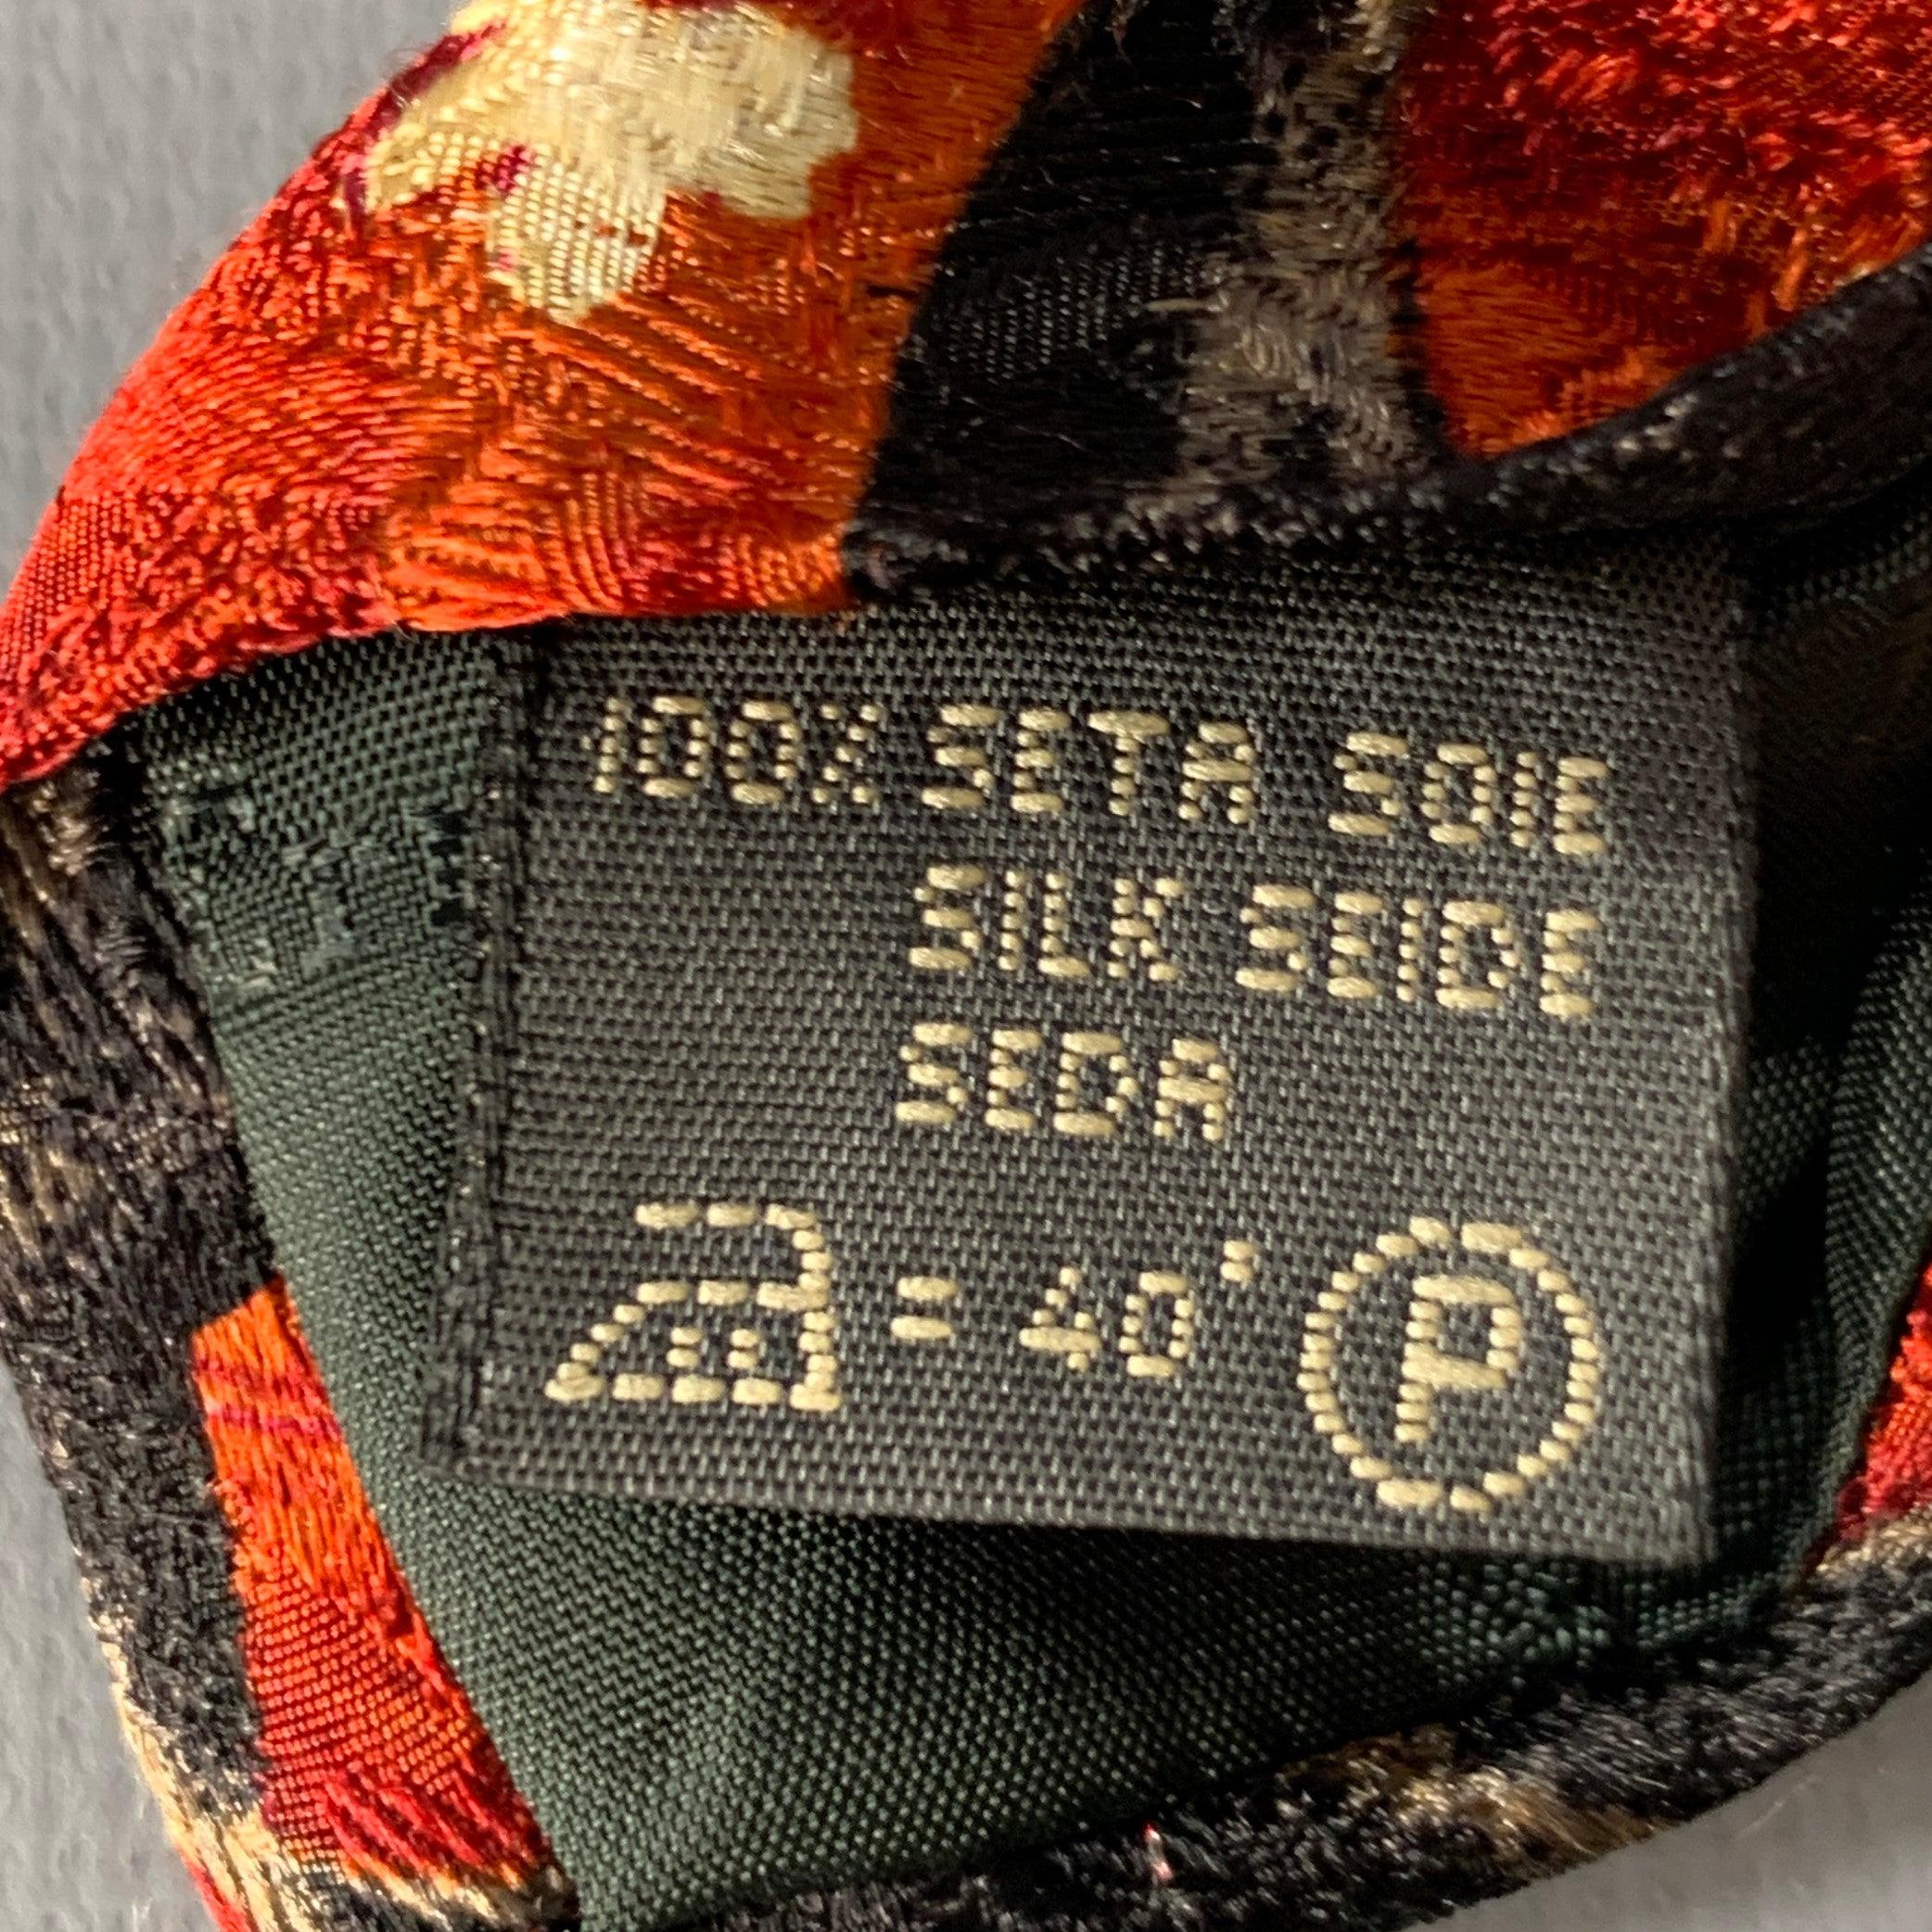 100% SETA SOIE
SILK SEIDE
SEDA
= 40° P